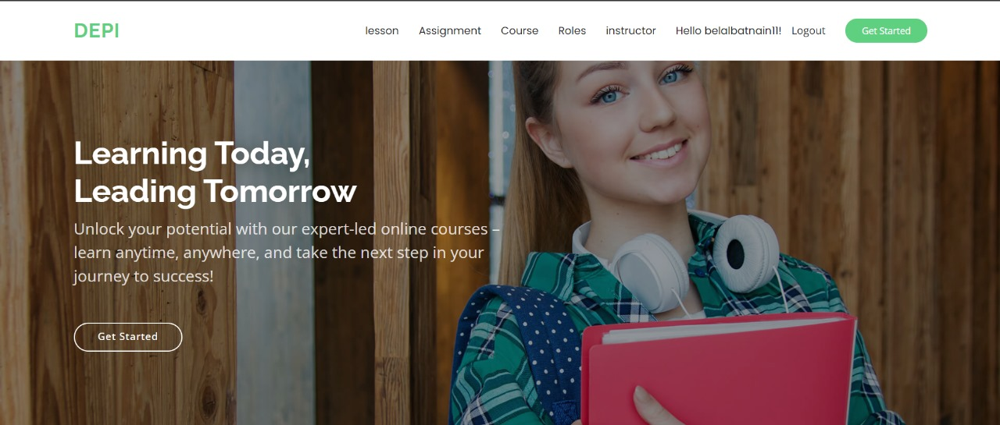 DEPI
lesson Assignment Course Roles instructor Hello belalbatnain11! Logout Get Started
Learning Today,
Leading Tomorrow
Unlock your potential with our expert-led online courses –
learn anytime, anywhere, and take the next step in your
journey to success!
Get Started